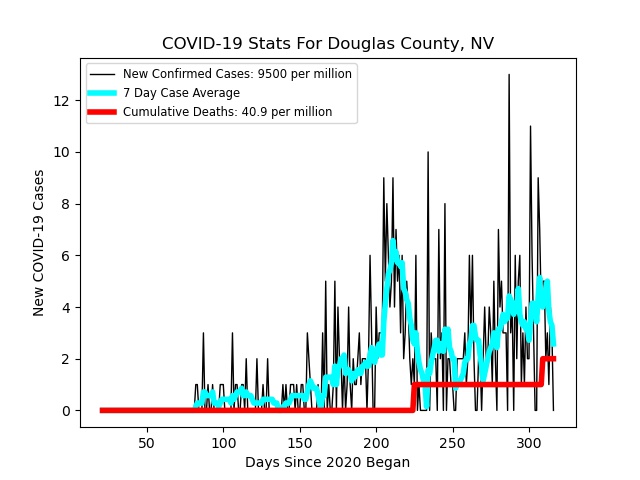 COVID-19 Stats For Douglas County, NV
New Confirmed Cases: 9500 per million
7 Day Case Average
Cumulative Deaths: 40.9 per million
New COVID-19 Cases
12
10
8
6
4
2
0
50 100 150 200 250 300
Days Since 2020 Began